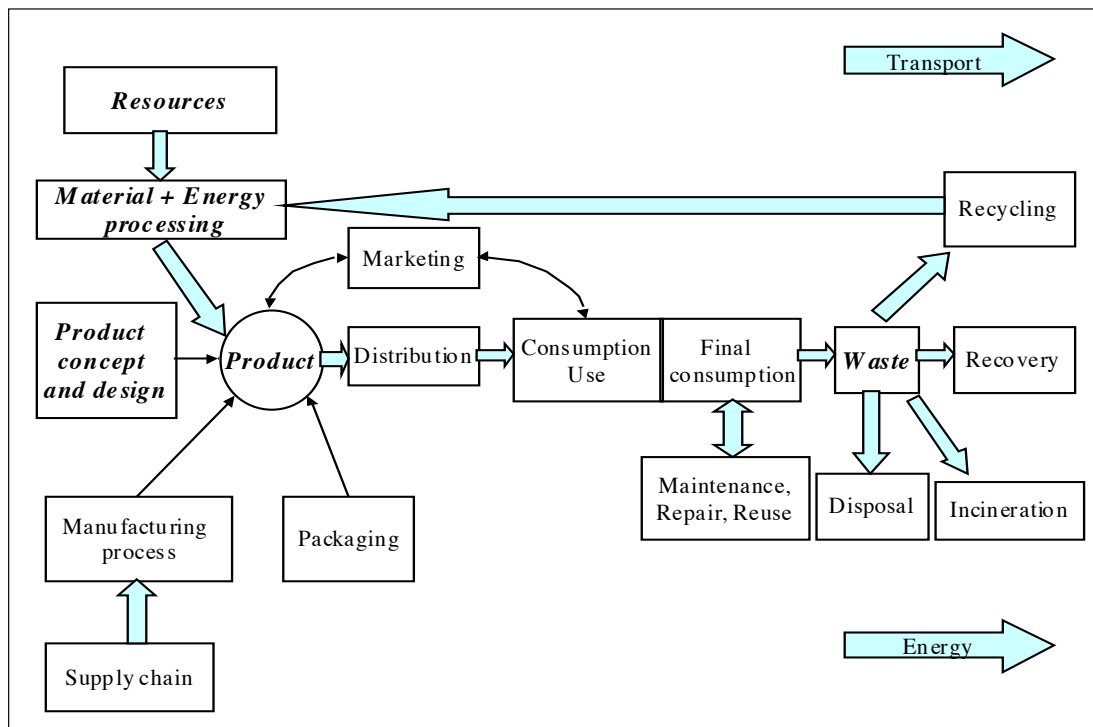 Transport
Resources
Material + Energy
processing
Recycling
Marketing
Product
concept
and design
Product
Distribution
Consumption
Use
Final
consumption
Waste
Recovery
Maintenance,
Repair, Reuse
Disposal
Incineration
Manufacturing
process
Packaging
Supply chain
Energy